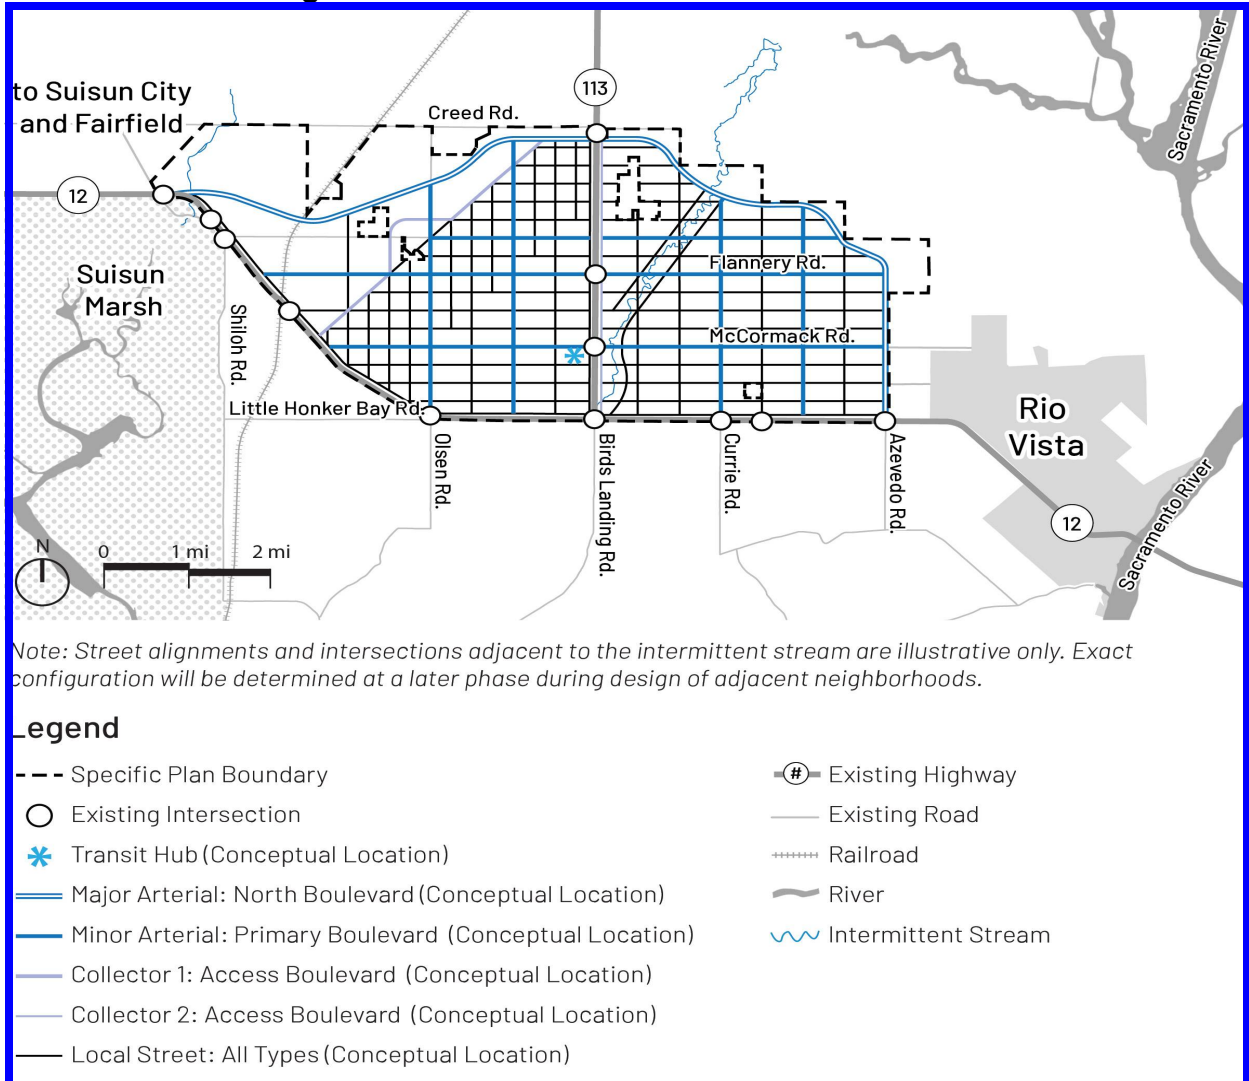 to Suisun City
and Fairfield
113
Creed Rd.
Sacramento River
12
Suisun
Marsh
Flannery Rd.
Shiloh Rd.
McCormack Rd.
Little Honker Bay Rd.
Rio
Vista
Olsen Rd.
Birds Landing Rd.
Currie Rd.
Azevedo Rd.
12
Sacramento River
N
0 1 mi 2 mi
Note: Street alignments and intersections adjacent to the intermittent stream are illustrative only. Exact
configuration will be determined at a later phase during design of adjacent neighborhoods.
Legend
Specific Plan Boundary
Existing Intersection
Transit Hub (Conceptual Location)
Major Arterial: North Boulevard (Conceptual Location)
Minor Arterial: Primary Boulevard (Conceptual Location)
Collector 1: Access Boulevard (Conceptual Location)
Collector 2: Access Boulevard (Conceptual Location)
Local Street: All Types (Conceptual Location)
# Existing Highway
Existing Road
Railroad
River
Intermittent Stream